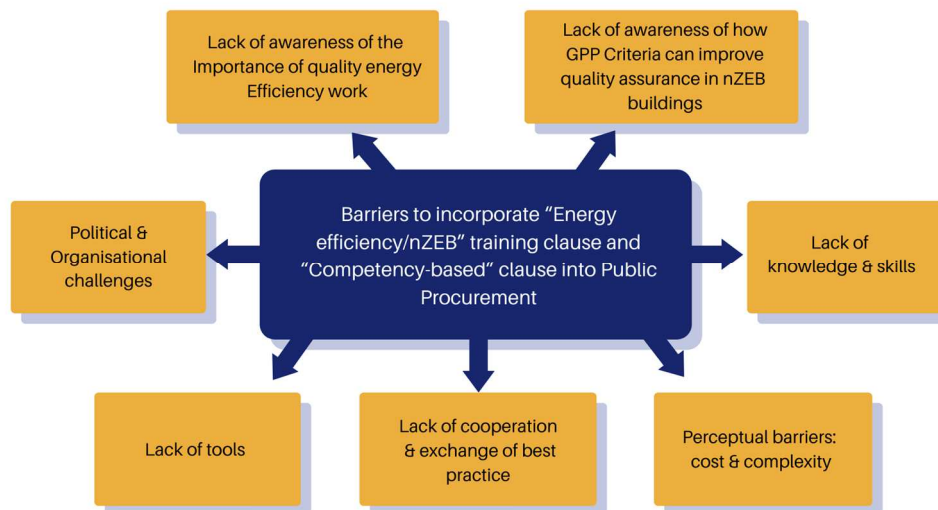 Lack of awareness of the
Importance of quality energy
Efficiency work
Lack of awareness of how
GPP Criteria can improve
quality assurance in nZEB
buildings
Political &
Organisational
challenges
Barriers to incorporate “Energy
efficiency/nZEB” training clause and
“Competency-based” clause into Public
Procurement
Lack of
knowledge & skills
Lack of tools
Lack of cooperation
& exchange of best
practice
Perceptual barriers:
cost & complexity